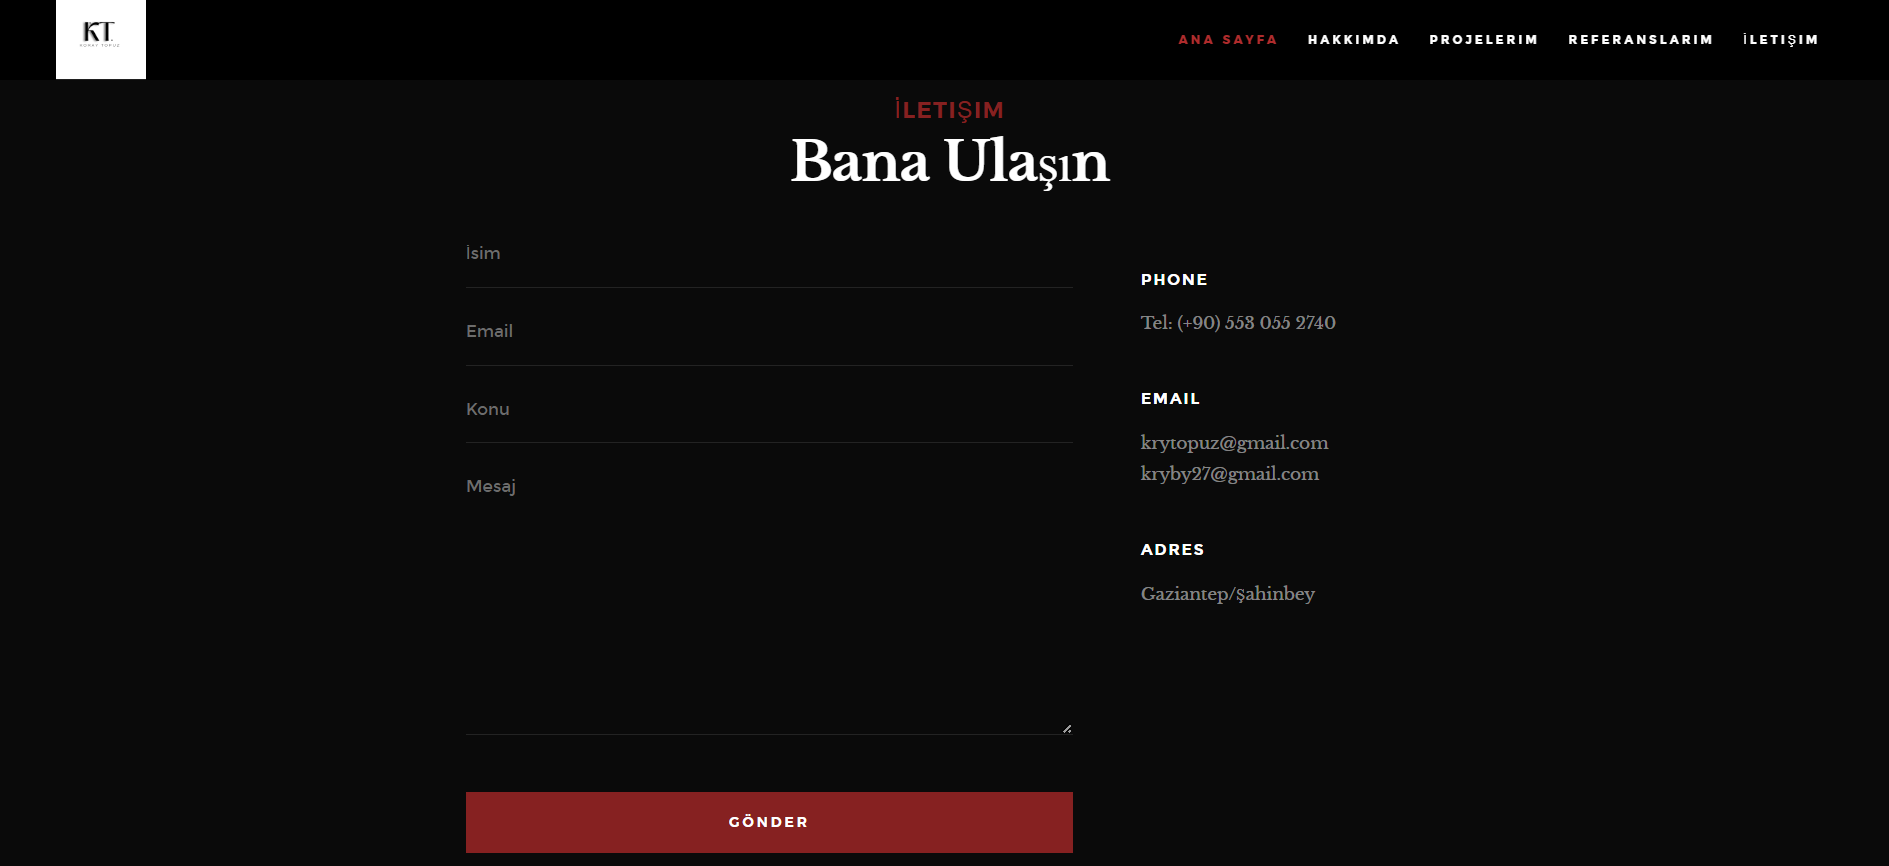 KT.
KORAY TOPUZ
ANA SAYFA HAKKIMDA PROJELERIM REFERANSLARIM İLETIŞIM
İLETIŞIM
Bana Ulaşın
İsim
Email
Konu
Mesaj
GÖNDER
PHONE
Tel: (+90) 553 055 2740
EMAIL
krytopuz@gmail.com
kryby27@gmail.com
ADRES
Gaziantep/Şahinbey